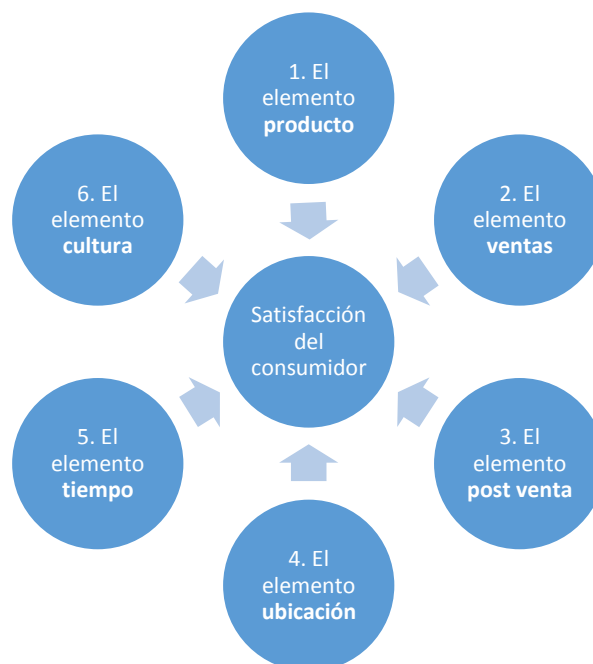 1. El
elemento
producto
2. El
elemento
ventas
3. El
elemento
post venta
4. El
elemento
ubicación
5. El
elemento
tiempo
6. El
elemento
cultura
Satisfacción
del
consumidor